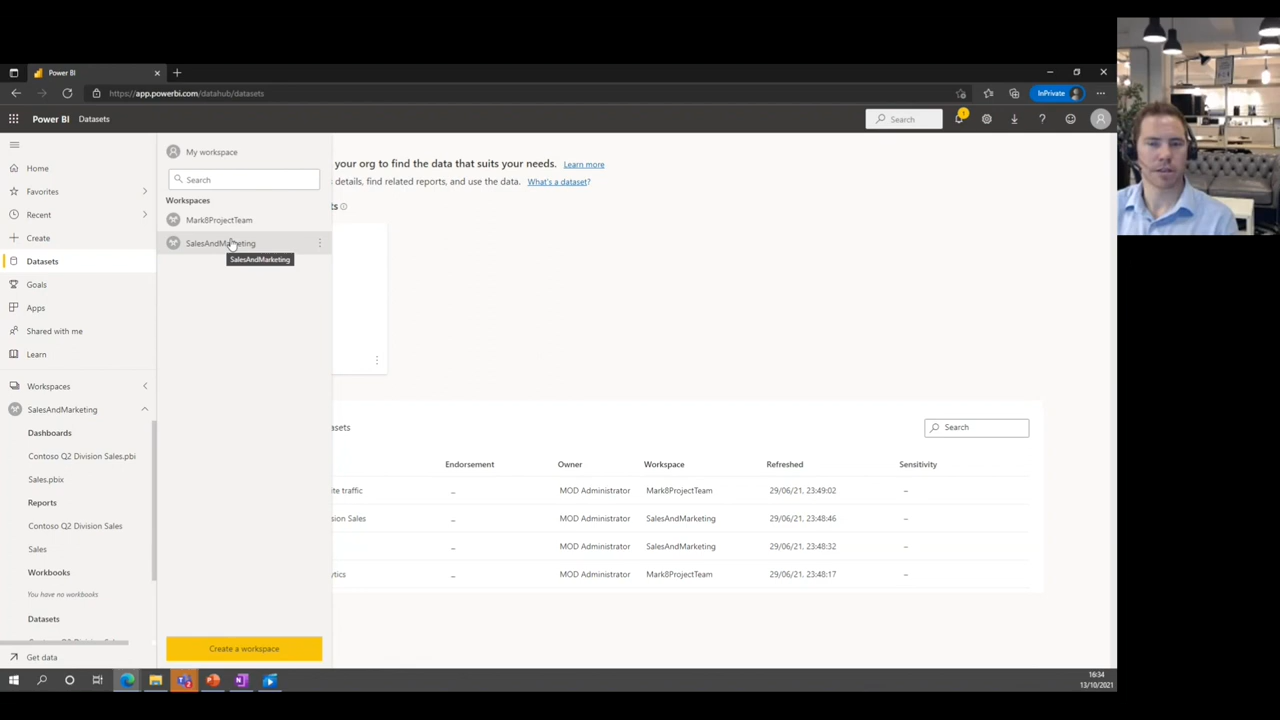 Power BI
https://app.powerbi.com/datahub/datasets
InPrivate
Power BI Datasets
Search
1
Home
Favorites
Recent
Create
Datasets
Goals
Apps
Shared with me
Learn
Workspaces
SalesAndMarketing
Dashboards
Contoso Q2 Division Sales.pbi
Sales.pbix
Reports
Contoso Q2 Division Sales
Sales
Workbooks
You have no workbooks
Datasets
Get data
My workspace
Search
Workspaces
Mark8ProjectTeam
SalesAndMarketing
SalesAndMarketing
Create a workspace
your org to find the data that suits your needs. Learn more
details, find related reports, and use the data. What's a dataset?
ts
asets
Search
Endorsement Owner Workspace Refreshed Sensitivity
ite traffic – MOD Administrator Mark8ProjectTeam 29/06/21, 23:49:02 –
ision Sales – MOD Administrator SalesAndMarketing 29/06/21, 23:48:46 –
– MOD Administrator SalesAndMarketing 29/06/21, 23:48:32 –
ytics – MOD Administrator Mark8ProjectTeam 29/06/21, 23:48:17 –
16:34
13/10/2021